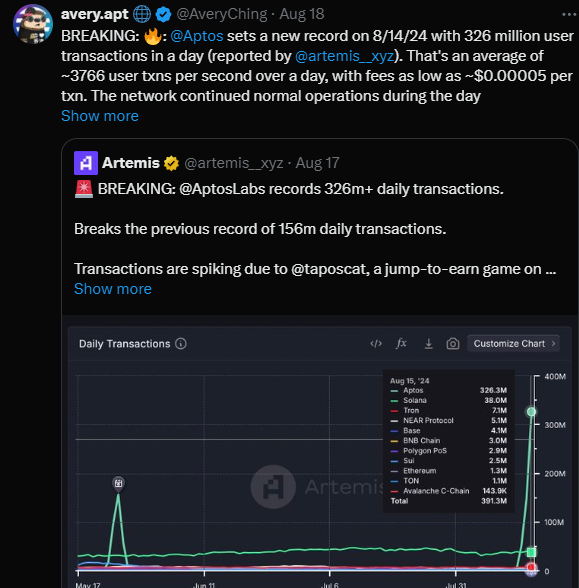 avery.apt @AveryChing · Aug 18
BREAKING: 🔥: @Aptos sets a new record on 8/14/24 with 326 million user
transactions in a day (reported by @artemis__xyz). That's an average of
~3766 user txns per second over a day, with fees as low as ~$0.00005 per
txn. The network continued normal operations during the day
Show more
Artemis @artemis__xyz · Aug 17
🚨 BREAKING: @AptosLabs records 326m+ daily transactions.
Breaks the previous record of 156m daily transactions.
Transactions are spiking due to @taposcat, a jump-to-earn game on ...
Show more
Daily Transactions
</> fx Customize Chart >
Aug 15, '24
Aptos 326.3M
Solana 38.0M
Tron 7.1M
NEAR Protocol 5.1M
Base 4.1M
BNB Chain 3.0M
Polygon PoS 2.9M
Sui 2.5M
Ethereum 1.3M
TON 1.1M
Avalanche C-Chain 143.9K
Total 391.3M
400M
300M
200M
100M
0
Artemis
May 17 Jun 11 Jul 6 Jul 31